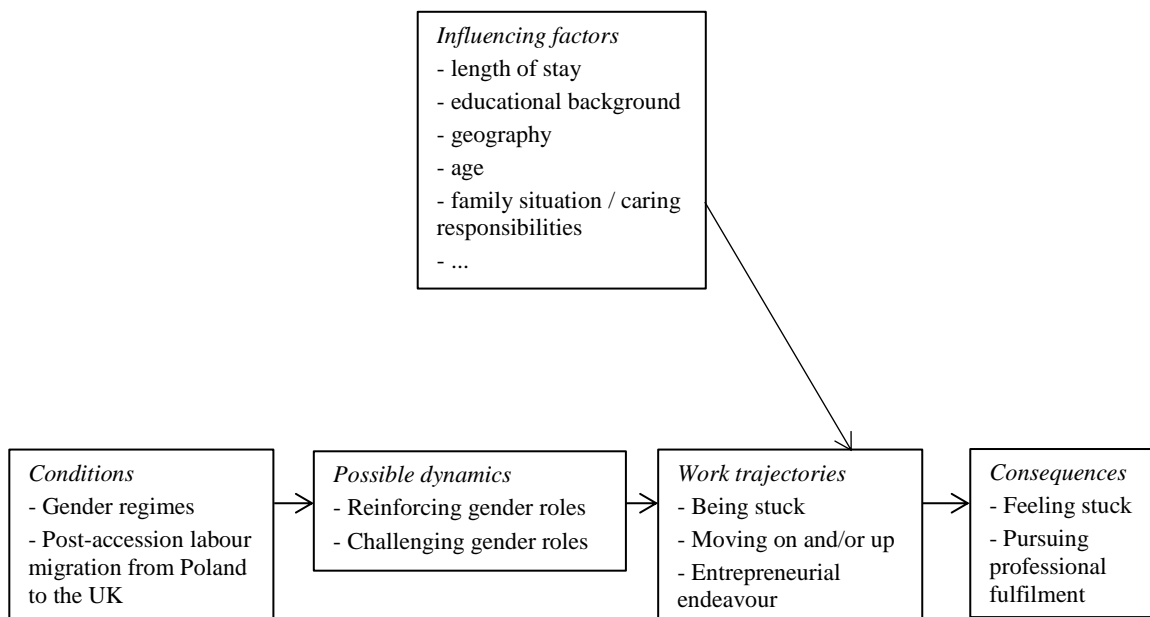 Influencing factors
- length of stay
- educational background
- geography
- age
- family situation / caring
responsibilities
- ...
Conditions
- Gender regimes
- Post-accession labour
migration from Poland
to the UK
Possible dynamics
- Reinforcing gender roles
- Challenging gender roles
Work trajectories
- Being stuck
- Moving on and/or up
- Entrepreneurial
endeavour
Consequences
- Feeling stuck
- Pursuing
professional
fulfilment